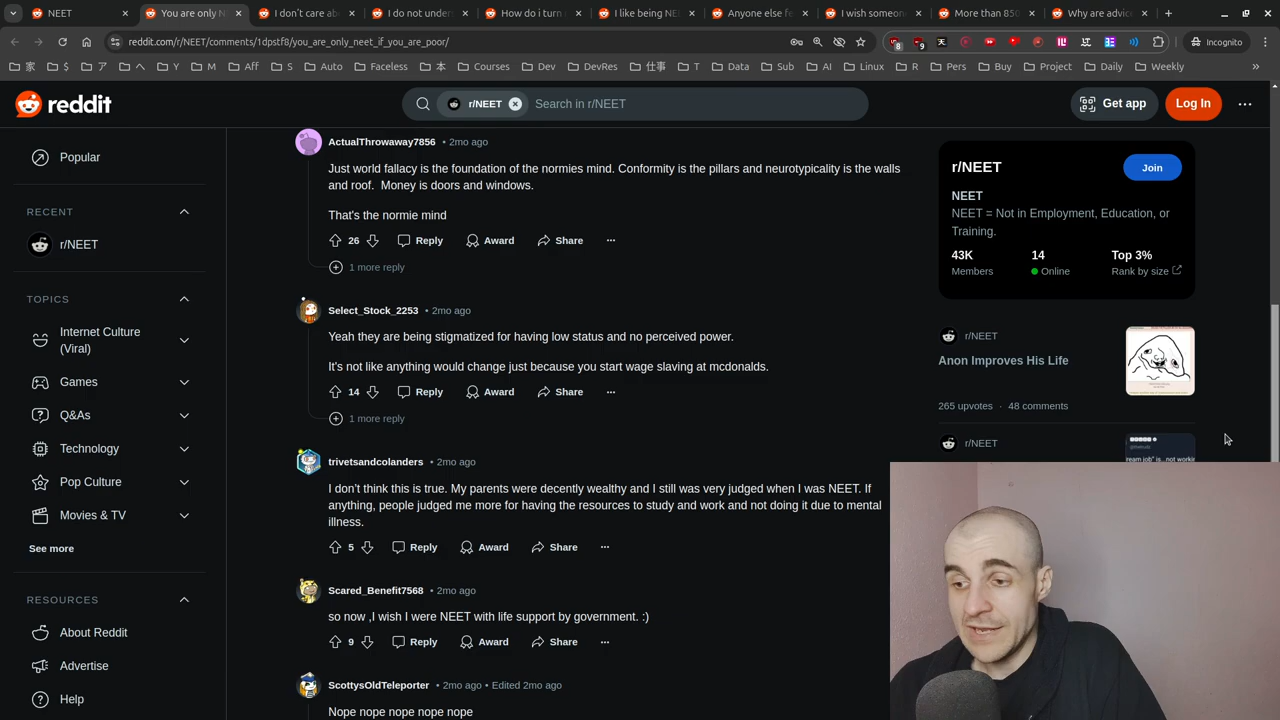 NEET
You are only N
I don't care ab
I do not unders
How do i turn
I like being NE
Anyone else fe
I wish someon
More than 850
Why are advic
reddit.com/r/NEET/comments/1dpstf8/you_are_only_neet_if_you_are_poor/
8
9
Incognito
家
$
ア
へ
Y
M
Aff
S
Auto
Faceless
本
Courses
Dev
DevRes
仕事
T
Data
Sub
AI
Linux
R
Pers
Buy
Project
Daily
Weekly
reddit
r/NEET
Search in r/NEET
Get app
Log In
Popular
RECENT
r/NEET
TOPICS
Internet Culture
(Viral)
Games
Q&As
Technology
Pop Culture
Movies & TV
See more
RESOURCES
About Reddit
Advertise
Help
ActualThrowaway7856 • 2mo ago
Just world fallacy is the foundation of the normies mind. Conformity is the pillars and neurotypicality is the walls
and roof. Money is doors and windows.
That's the normie mind
26 Reply Award Share
1 more reply
Select_Stock_2253 • 2mo ago
Yeah they are being stigmatized for having low status and no perceived power.
It's not like anything would change just because you start wage slaving at mcdonalds.
14 Reply Award Share
1 more reply
trivetsandcolanders • 2mo ago
I don't think this is true. My parents were decently wealthy and I still was very judged when I was NEET. If
anything, people judged me more for having the resources to study and work and not doing it due to mental
illness.
5 Reply Award Share
Scared_Benefit7568 • 2mo ago
so now ,I wish I were NEET with life support by government. :)
9 Reply Award Share
ScottysOldTeleporter • 2mo ago • Edited 2mo ago
Nope nope nope nope nope
r/NEET
Join
NEET
NEET = Not in Employment, Education, or
Training.
43K
Members
14
Online
Top 3%
Rank by size
r/NEET
Anon Improves His Life
265 upvotes • 48 comments
r/NEET